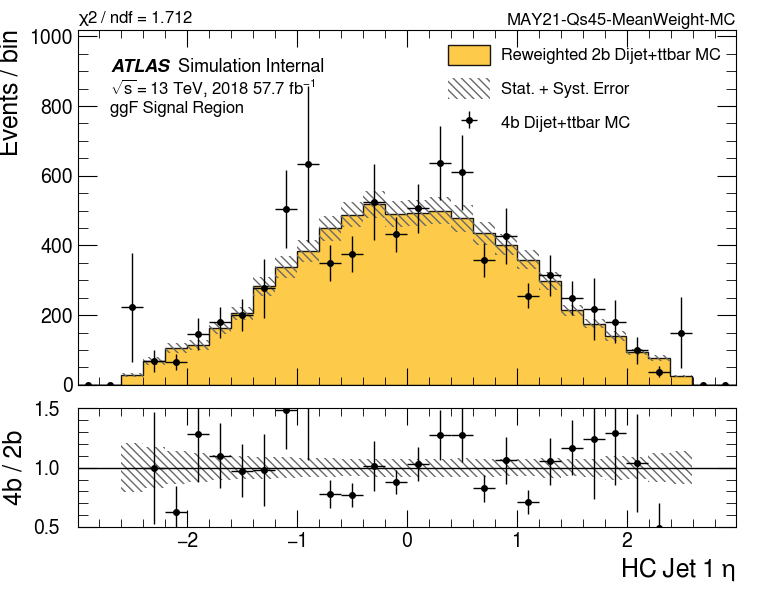 χ2 / ndf = 1.712
MAY21-Qs45-MeanWeight-MC
Events / bin
1000
800
600
400
200
0
ATLAS Simulation Internal
√s = 13 TeV, 2018 57.7 fb⁻¹
ggF Signal Region
Reweighted 2b Dijet+ttbar MC
Stat. + Syst. Error
4b Dijet+ttbar MC
4b / 2b
1.5
1.0
0.5
−2 −1 0 1 2
HC Jet 1 η